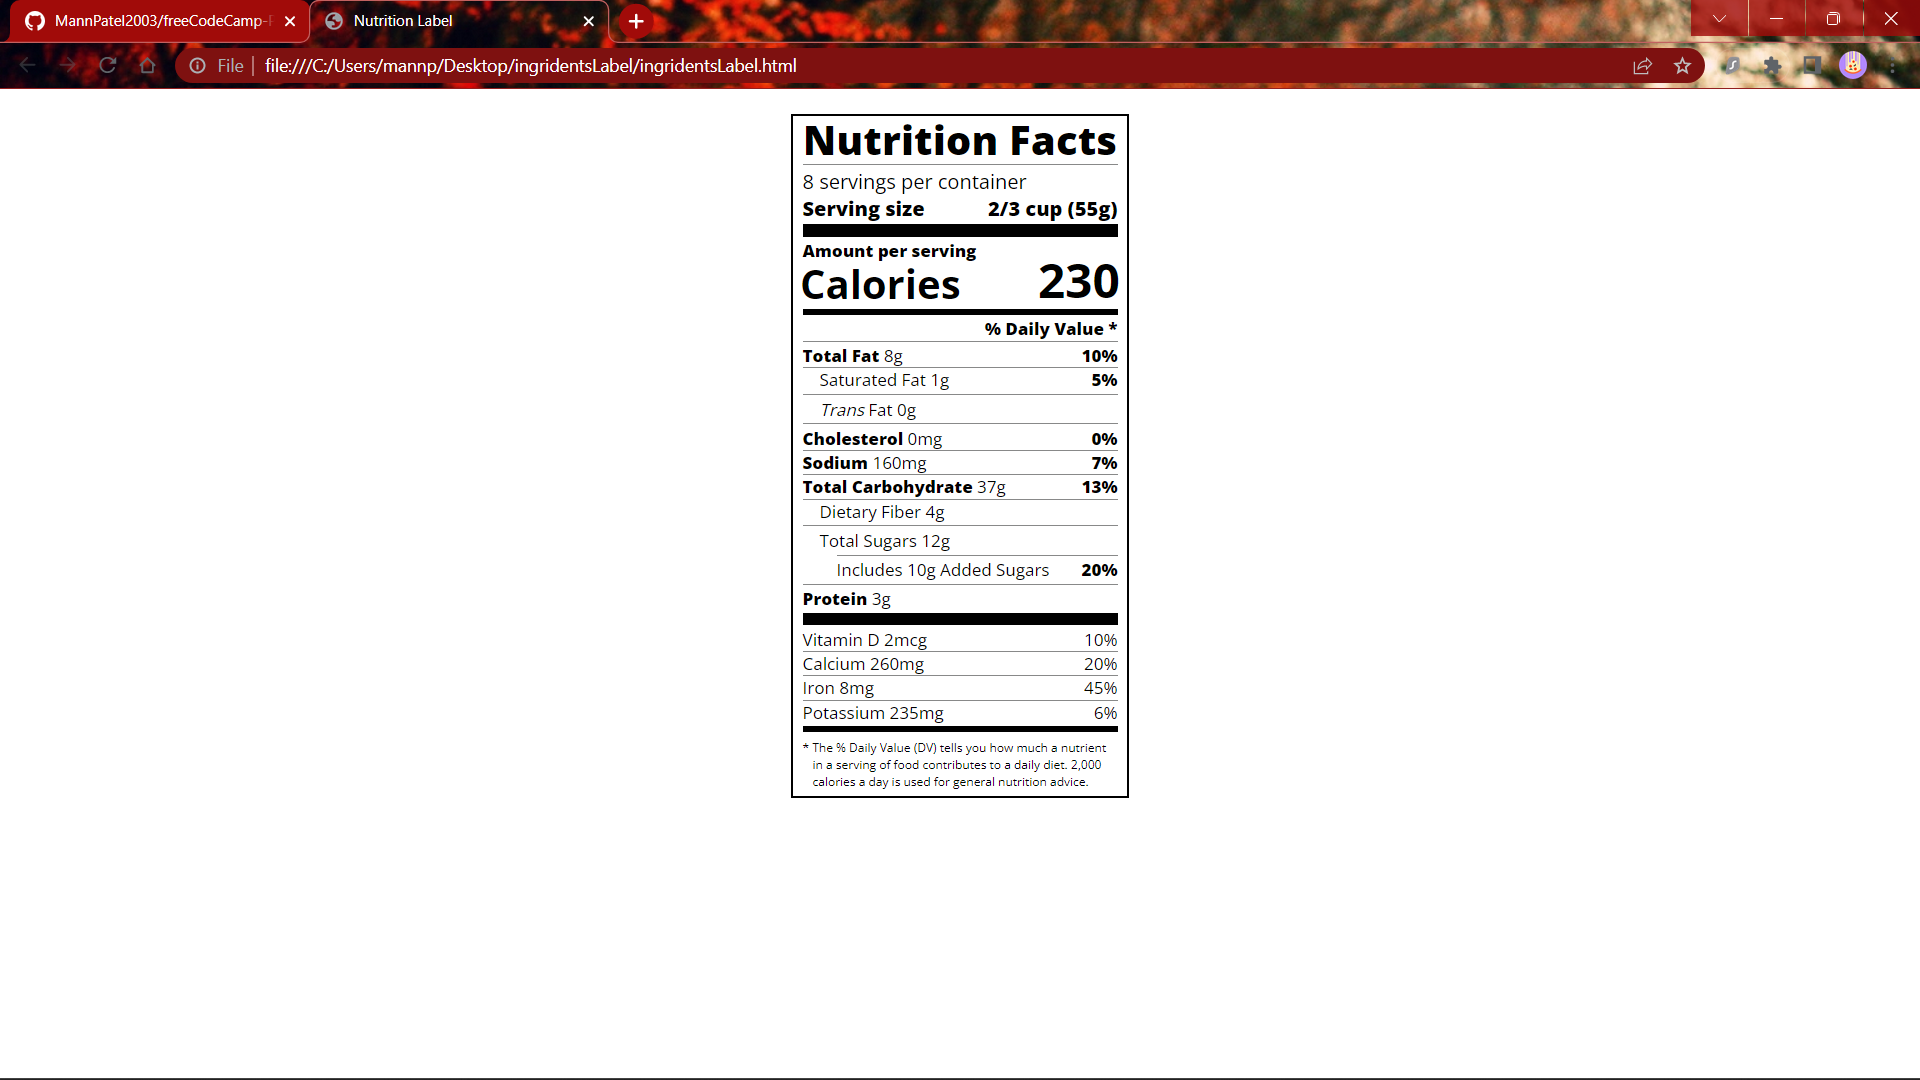 MannPatel2003/freeCodeCamp-
Nutrition Label
File
file:///C:/Users/mannp/Desktop/ingridentsLabel/ingridentsLabel.html
Nutrition Facts
8 servings per container
Serving size 2/3 cup (55g)
Amount per serving
Calories 230
% Daily Value *
Total Fat 8g 10%
Saturated Fat 1g 5%
Trans Fat 0g
Cholesterol 0mg 0%
Sodium 160mg 7%
Total Carbohydrate 37g 13%
Dietary Fiber 4g
Total Sugars 12g
Includes 10g Added Sugars 20%
Protein 3g
Vitamin D 2mcg 10%
Calcium 260mg 20%
Iron 8mg 45%
Potassium 235mg 6%
* The % Daily Value (DV) tells you how much a nutrient
in a serving of food contributes to a daily diet. 2,000
calories a day is used for general nutrition advice.